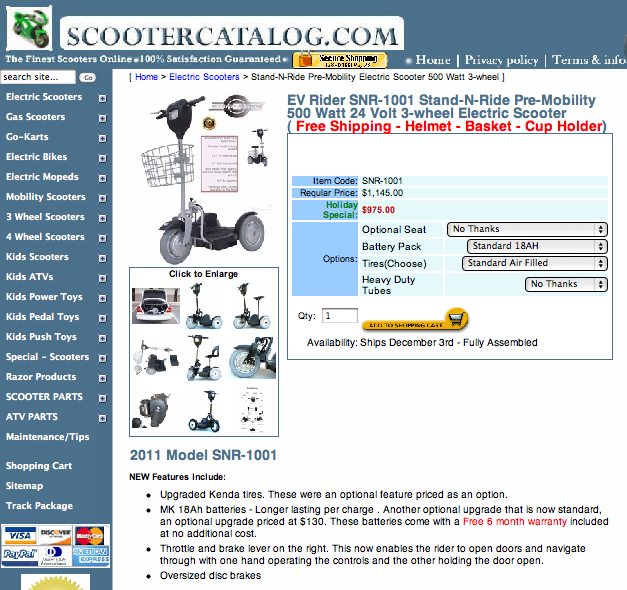 SCOOTERCATALOG.COM
The Finest Scooters Online #100% Satisfaction Guaranteed
Secure Shopping
Home | Privacy policy | Terms & info
search site...
Go
[ Home > Electric Scooters > Stand-N-Ride Pre-Mobility Electric Scooter 500 Watt 3-wheel ]
Electric Scooters
Gas Scooters
Go-Karts
Electric Bikes
Electric Mopeds
Mobility Scooters
3 Wheel Scooters
4 Wheel Scooters
Kids Scooters
Kids ATVs
Kids Power Toys
Kids Pedal Toys
Kids Push Toys
Special - Scooters
Razor Products
SCOOTER PARTS
ATV PARTS
Maintenance/Tips
Shopping Cart
Sitemap
Track Package
VISA
DISCOVER
MasterCard
PayPal
AMERICAN EXPRESS
Click to Enlarge
EV Rider SNR-1001 Stand-N-Ride Pre-Mobility
500 Watt 24 Volt 3-wheel Electric Scooter
( Free Shipping - Helmet - Basket - Cup Holder)
Item Code: SNR-1001
Regular Price: $1,145.00
Holiday
Special: $975.00
Options:
Optional Seat No Thanks
Battery Pack Standard 18AH
Tires(Choose) Standard Air Filled
Heavy Duty
Tubes No Thanks
Qty: 1
ADD TO SHOPPING CART
Availability: Ships December 3rd - Fully Assembled
2011 Model SNR-1001
NEW Features Include:
• Upgraded Kenda tires. These were an optional feature priced as an option.
• MK 18Ah batteries - Longer lasting per charge . Another optional upgrade that is now standard,
an optional upgrade priced at $130. These batteries come with a Free 6 month warranty included
at no additional cost.
• Throttle and brake lever on the right. This now enables the rider to open doors and navigate
through with one hand operating the controls and the other holding the door open.
• Oversized disc brakes